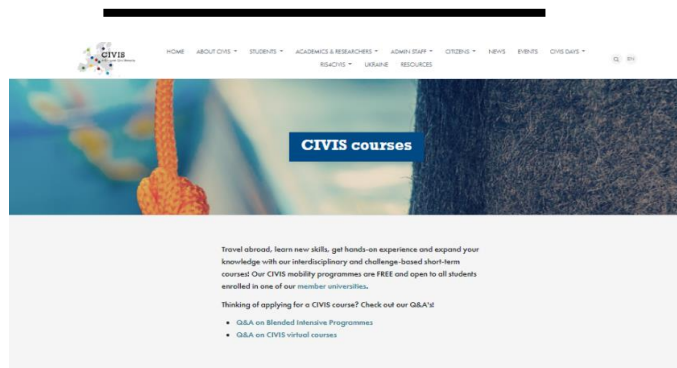 CIVIS
HOME ABOUT CIVIS STUDENTS ACADEMICS & RESEARCHERS ADMIN STAFF CITIZENS NEWS EVENTS CIVIS DAYS
RIS4CIVIS UKRAINE RESOURCES
EN
CIVIS courses
Travel abroad, learn new skills, get hands-on experience and expand your
knowledge with our interdisciplinary and challenge-based short-term
courses! Our CIVIS mobility programmes are FREE and open to all students
enrolled in one of our member universities.
Thinking of applying for a CIVIS course? Check out our Q&A's!
• Q&A on Blended Intensive Programmes
• Q&A on CIVIS virtual courses